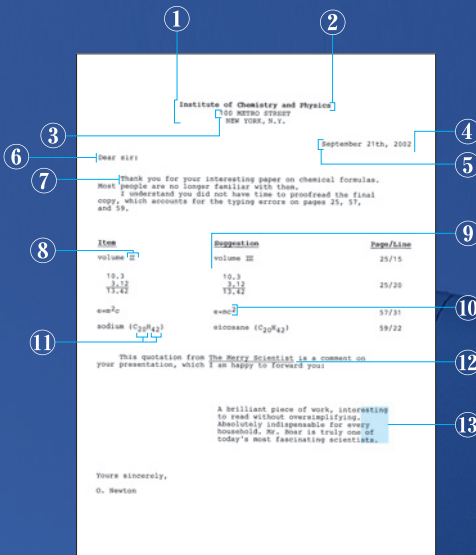 1
2
Institute of Chemistry and Physics
3
100 METRO STREET
NEW YORK, N.Y.
4
September 21th, 2002
5
6
Dear sir:
7
Thank you for your interesting paper on chemical formulas.
Most people are no longer familiar with them.
I understand you did not have time to proofread the final
copy, which accounts for the typing errors on pages 25, 57,
and 59.
8
9
Item Suggestion Page/Line
volume II volume III 25/15
10.3 10.3
3.12 3.12 25/20
13.42 13.42
10
e=m²c e=mc² 57/31
sodium (C₂₀H₄₂) eicosane (C₂₀H₄₂) 59/22
11
12
This quotation from The Merry Scientist is a comment on
your presentation, which I am happy to forward you:
A brilliant piece of work, interesting
to read without oversimplifying.
13
Absolutely indispensable for every
household. Mr. Boar is truly one of
today's most fascinating scientists.
Yours sincerely,
O. Newton